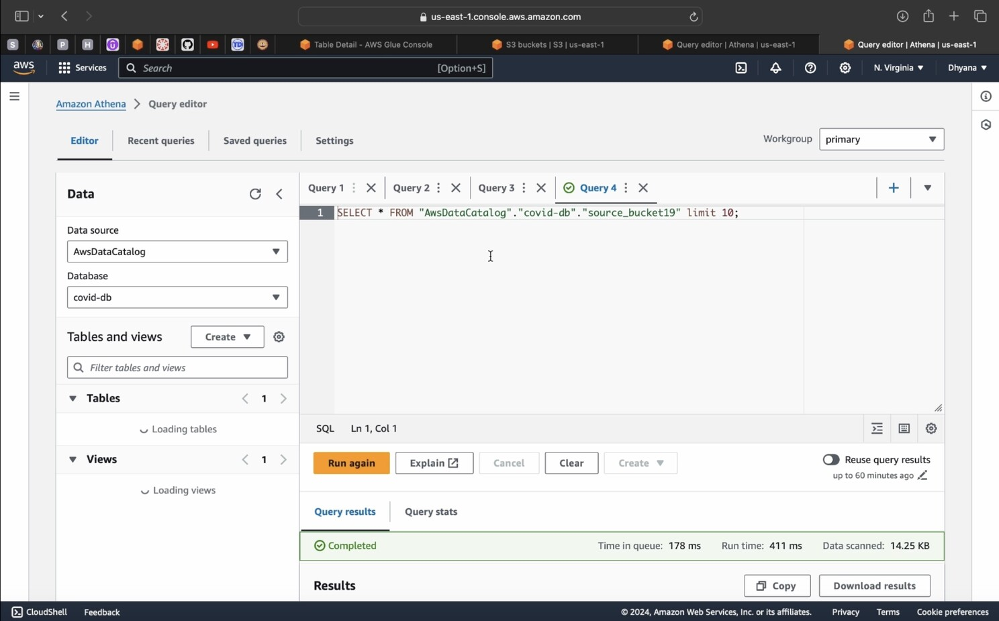 us-east-1.console.aws.amazon.com
S P H U TD Table Detail - AWS Glue Console S3 buckets | S3 | us-east-1 Query editor | Athena | us-east-1 Query editor | Athena | us-east-1
aws Services Search [Option+S] N. Virginia Dhyana
Amazon Athena > Query editor
Editor Recent queries Saved queries Settings Workgroup primary
Data
Query 1 Query 2 Query 3 Query 4
1 SELECT * FROM "AwsDataCatalog"."covid-db"."source_bucket19" limit 10;
Data source
AwsDataCatalog
Database
covid-db
Tables and views Create
Filter tables and views
Tables < 1 >
Loading tables
Views < 1 >
Loading views
SQL Ln 1, Col 1
Run again Explain Cancel Clear Create Reuse query results
up to 60 minutes ago
Query results Query stats
Completed Time in queue: 178 ms Run time: 411 ms Data scanned: 14.25 KB
Results Copy Download results
CloudShell Feedback © 2024, Amazon Web Services, Inc. or its affiliates. Privacy Terms Cookie preferences